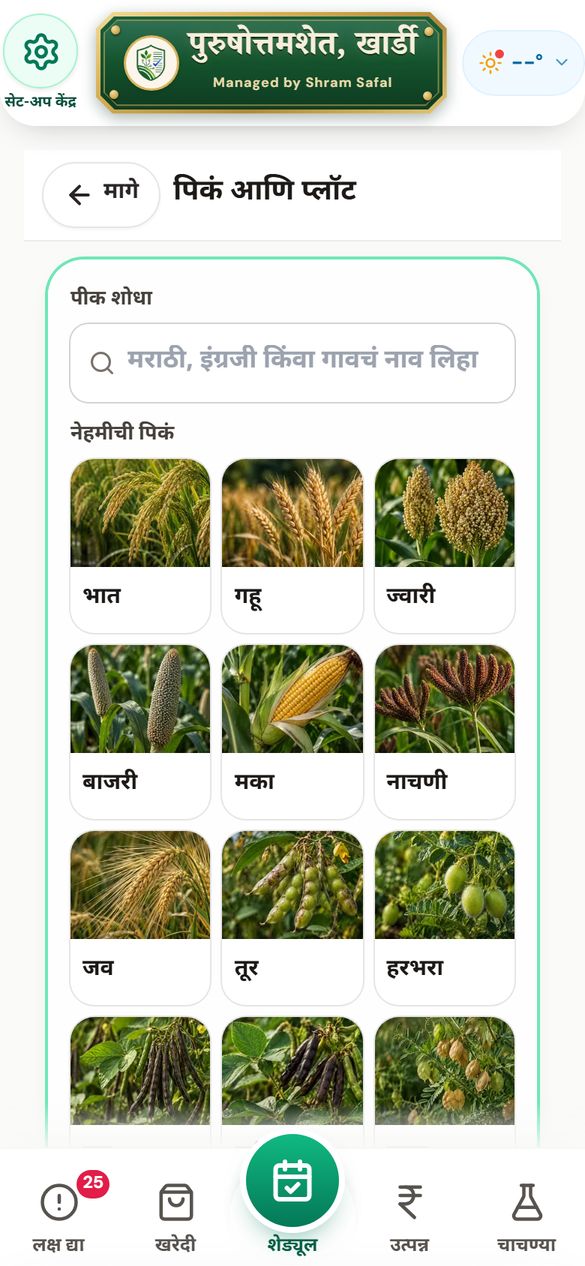 पुरुषोत्तमशेत, खार्डी
Managed by Shram Safal
--°
सेट-अप केंद्र
मागे
पिकं आणि प्लॉट
पीक शोधा
मराठी, इंग्रजी किंवा गावचं नाव लिहा
नेहमीची पिकं
भात
गहू
ज्वारी
बाजरी
मका
नाचणी
जव
तूर
हरभरा
25
लक्ष द्या
खरेदी
शेड्यूल
उत्पन्न
चाचण्या